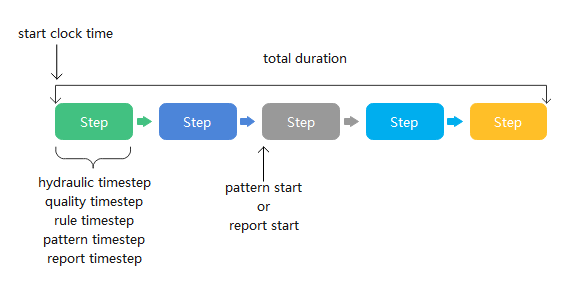 start clock time
total duration
Step
Step
Step
Step
Step
hydraulic timestep
quality timestep
rule timestep
pattern timestep
report timestep
pattern start
or
report start